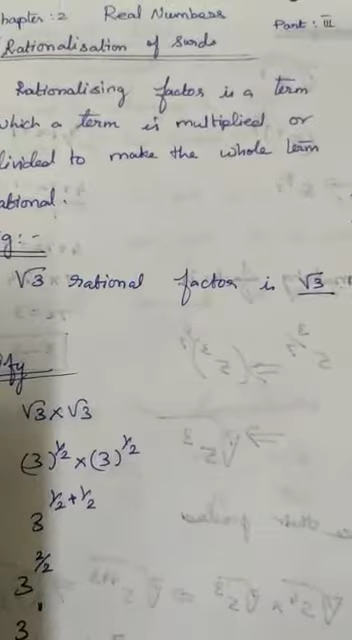 hapter:2 Real Numbers Part: III
Rationalisation of Surds
Rationalising factor is a term
which a term is multiplied or
divided to make the whole term
ational.
g:-
√3 rational factor is √3
fy
√3 × √3
(3)^1/2 × (3)^1/2
3^1/2 + 1/2
3^2/2
3